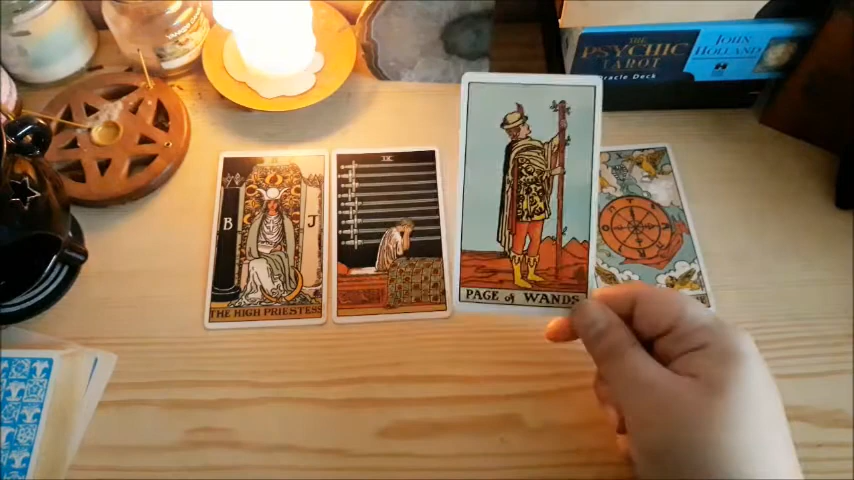 THE
PSYCHIC
TAROT
Oracle Deck
JOHN
HOLLAND
B J
THE HIGH PRIESTESS
IX
PAGE of WANDS.